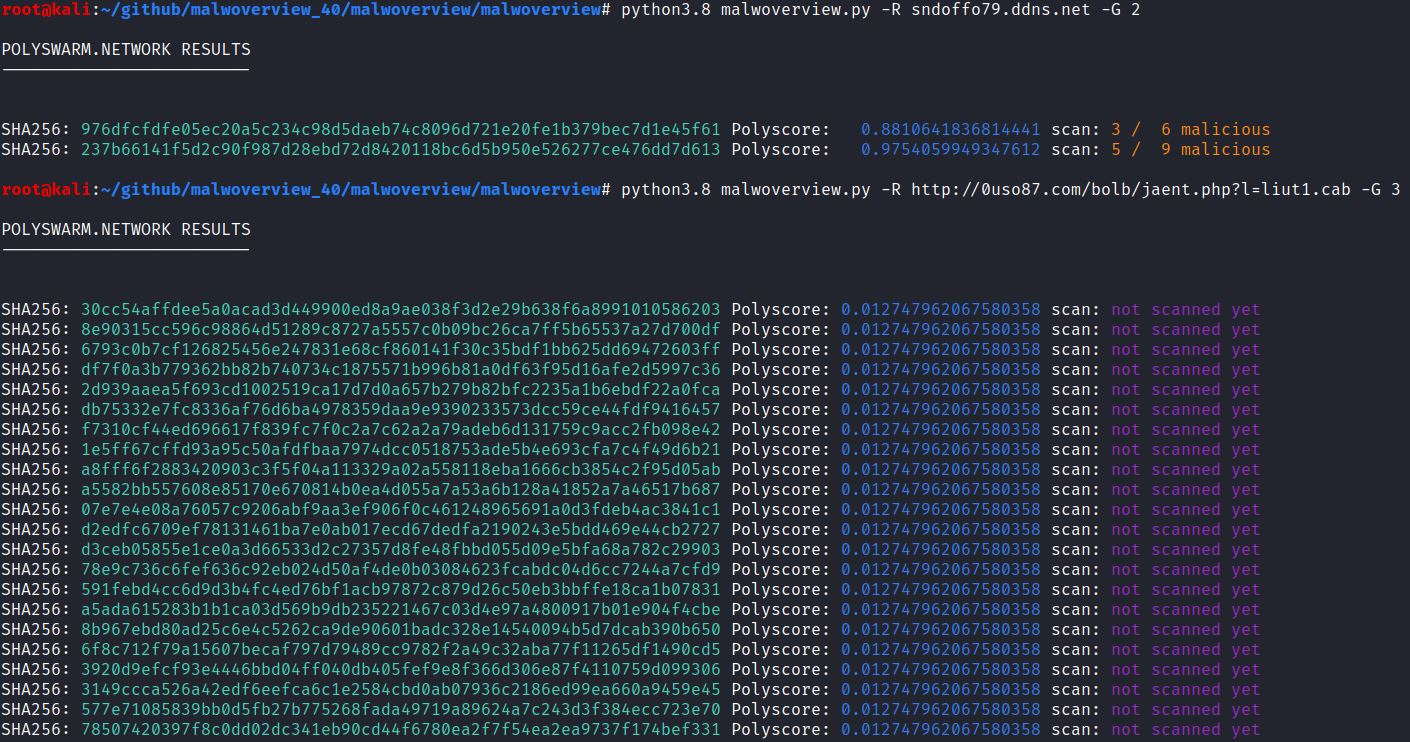 root@kali:~/github/malwoverview_40/malwoverview/malwoverview# python3.8 malwoverview.py -R sndoffo79.ddns.net -G 2
POLYSWARM.NETWORK RESULTS
SHA256: 976dfcfdfe05ec20a5c234c98d5daeb74c8096d721e20fe1b379bec7d1e45f61 Polyscore: 0.8810641836814441 scan: 3 / 6 malicious
SHA256: 237b66141f5d2c90f987d28ebd72d8420118bc6d5b950e526277ce476dd7d613 Polyscore: 0.9754059949347612 scan: 5 / 9 malicious
root@kali:~/github/malwoverview_40/malwoverview/malwoverview# python3.8 malwoverview.py -R http://0uso87.com/bolb/jaent.php?l=liut1.cab -G 3
POLYSWARM.NETWORK RESULTS
SHA256: 30cc54affdee5a0acad3d449900ed8a9ae038f3d2e29b638f6a8991010586203 Polyscore: 0.012747962067580358 scan: not scanned yet
SHA256: 8e90315cc596c98864d51289c8727a5557c0b09bc26ca7ff5b65537a27d700df Polyscore: 0.012747962067580358 scan: not scanned yet
SHA256: 6793c0b7cf126825456e247831e68cf860141f30c35bdf1bb625dd69472603ff Polyscore: 0.012747962067580358 scan: not scanned yet
SHA256: df7f0a3b779362bb82b740734c1875571b996b81a0df63f95d16afe2d5997c36 Polyscore: 0.012747962067580358 scan: not scanned yet
SHA256: 2d939aaea5f693cd1002519ca17d7d0a657b279b82bfc2235a1b6ebdf22a0fca Polyscore: 0.012747962067580358 scan: not scanned yet
SHA256: db75332e7fc8336af76d6ba4978359daa9e9390233573dcc59ce44fdf9416457 Polyscore: 0.012747962067580358 scan: not scanned yet
SHA256: f7310cf44ed696617f839fc7f0c2a7c62a2a79adeb6d131759c9acc2fb098e42 Polyscore: 0.012747962067580358 scan: not scanned yet
SHA256: 1e5ff67cffd93a95c50afdfbaa7974dcc0518753ade5b4e693cfa7c4f49d6b21 Polyscore: 0.012747962067580358 scan: not scanned yet
SHA256: a8fff6f2883420903c3f5f04a113329a02a558118eba1666cb3854c2f95d05ab Polyscore: 0.012747962067580358 scan: not scanned yet
SHA256: a5582bb557608e85170e670814b0ea4d055a7a53a6b128a41852a7a46517b687 Polyscore: 0.012747962067580358 scan: not scanned yet
SHA256: 07e7e4e08a76057c9206abf9aa3ef906f0c461248965691a0d3fdeb4ac3841c1 Polyscore: 0.012747962067580358 scan: not scanned yet
SHA256: d2edfc6709ef78131461ba7e0ab017ecd67dedfa2190243e5bdd469e44cb2727 Polyscore: 0.012747962067580358 scan: not scanned yet
SHA256: d3ceb05855e1ce0a3d66533d2c27357d8fe48fbbd055d09e5bfa68a782c29903 Polyscore: 0.012747962067580358 scan: not scanned yet
SHA256: 78e9c736c6fef636c92eb024d50af4de0b03084623fcabdc04d6cc7244a7cfd9 Polyscore: 0.012747962067580358 scan: not scanned yet
SHA256: 591febd4cc6d9d3b4fc4ed76bf1acb97872c879d26c50eb3bbffe18ca1b07831 Polyscore: 0.012747962067580358 scan: not scanned yet
SHA256: a5ada615283b1b1ca03d569b9db235221467c03d4e97a4800917b01e904f4cbe Polyscore: 0.012747962067580358 scan: not scanned yet
SHA256: 8b967ebd80ad25c6e4c5262ca9de90601badc328e14540094b5d7dcab390b650 Polyscore: 0.012747962067580358 scan: not scanned yet
SHA256: 6f8c712f79a15607becaf797d79489cc9782f2a49c32aba77f11265df1490cd5 Polyscore: 0.012747962067580358 scan: not scanned yet
SHA256: 3920d9efcf93e4446bbd04ff040db405fef9e8f366d306e87f4110759d099306 Polyscore: 0.012747962067580358 scan: not scanned yet
SHA256: 3149ccca526a42edf6eefca6c1e2584cbd0ab07936c2186ed99ea660a9459e45 Polyscore: 0.012747962067580358 scan: not scanned yet
SHA256: 577e71085839bb0d5fb27b775268fada49719a89624a7c243d3f384ecc723e70 Polyscore: 0.012747962067580358 scan: not scanned yet
SHA256: 78507420397f8c0dd02dc341eb90cd44f6780ea2f7f54ea2ea9737f174bef331 Polyscore: 0.012747962067580358 scan: not scanned yet